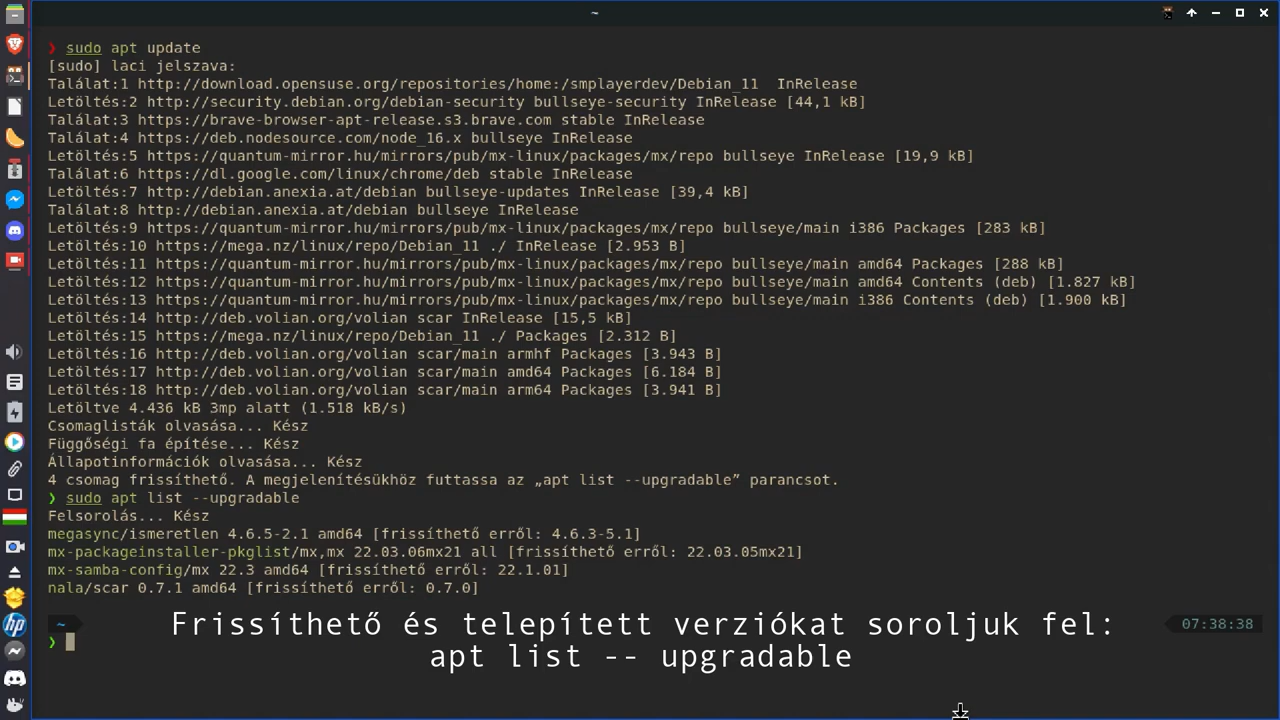 ~
❯ sudo apt update
[sudo] laci jelszava:
Találat:1 http://download.opensuse.org/repositories/home:/smplayerdev/Debian_11  InRelease
Letöltés:2 http://security.debian.org/debian-security bullseye-security InRelease [44,1 kB]
Találat:3 https://brave-browser-apt-release.s3.brave.com stable InRelease
Találat:4 https://deb.nodesource.com/node_16.x bullseye InRelease
Letöltés:5 https://quantum-mirror.hu/mirrors/pub/mx-linux/packages/mx/repo bullseye InRelease [19,9 kB]
Találat:6 https://dl.google.com/linux/chrome/deb stable InRelease
Letöltés:7 http://debian.anexia.at/debian bullseye-updates InRelease [39,4 kB]
Találat:8 http://debian.anexia.at/debian bullseye InRelease
Letöltés:9 https://quantum-mirror.hu/mirrors/pub/mx-linux/packages/mx/repo bullseye/main i386 Packages [283 kB]
Letöltés:10 https://mega.nz/linux/repo/Debian_11 ./ InRelease [2.953 B]
Letöltés:11 https://quantum-mirror.hu/mirrors/pub/mx-linux/packages/mx/repo bullseye/main amd64 Packages [288 kB]
Letöltés:12 https://quantum-mirror.hu/mirrors/pub/mx-linux/packages/mx/repo bullseye/main amd64 Contents (deb) [1.827 kB]
Letöltés:13 https://quantum-mirror.hu/mirrors/pub/mx-linux/packages/mx/repo bullseye/main i386 Contents (deb) [1.900 kB]
Letöltés:14 http://deb.volian.org/volian scar InRelease [15,5 kB]
Letöltés:15 https://mega.nz/linux/repo/Debian_11 ./ Packages [2.312 B]
Letöltés:16 http://deb.volian.org/volian scar/main armhf Packages [3.943 B]
Letöltés:17 http://deb.volian.org/volian scar/main amd64 Packages [6.184 B]
Letöltés:18 http://deb.volian.org/volian scar/main arm64 Packages [3.941 B]
Letöltve 4.436 kB 3mp alatt (1.518 kB/s)
Csomaglisták olvasása... Kész
Függőségi fa építése... Kész
Állapotinformációk olvasása... Kész
4 csomag frissíthető. A megjelenítésükhöz futtassa az „apt list --upgradable” parancsot.
❯ sudo apt list --upgradable
Felsorolás... Kész
megasync/ismeretlen 4.6.5-2.1 amd64 [frissíthető erről: 4.6.3-5.1]
mx-packageinstaller-pkglist/mx,mx 22.03.06mx21 all [frissíthető erről: 22.03.05mx21]
mx-samba-config/mx 22.3 amd64 [frissíthető erről: 22.1.01]
nala/scar 0.7.1 amd64 [frissíthető erről: 0.7.0]
~ 07:38:38
❯
Frissíthető és telepített verziókat soroljuk fel:
apt list -- upgradable
hp